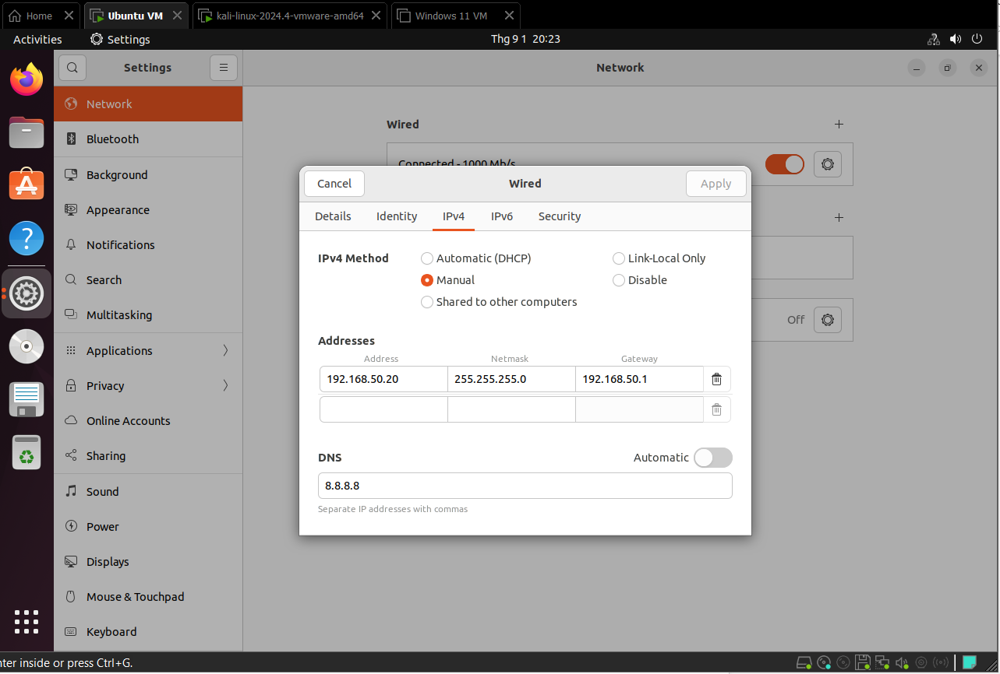 Home
Ubuntu VM
kali-linux-2024.4-vmware-amd64
Windows 11 VM
Activities
Settings
Thg 9 1 20:23
Settings
Network
Network
Bluetooth
Background
Appearance
Notifications
Search
Multitasking
Applications
Privacy
Online Accounts
Sharing
Sound
Power
Displays
Mouse & Touchpad
Keyboard
Wired
Connected - 1000 Mb/s
Off
Cancel
Wired
Apply
Details
Identity
IPv4
IPv6
Security
IPv4 Method
Automatic (DHCP)
Link-Local Only
Manual
Disable
Shared to other computers
Addresses
Address
Netmask
Gateway
192.168.50.20
255.255.255.0
192.168.50.1
DNS
Automatic
8.8.8.8
Separate IP addresses with commas
inside or press Ctrl+G.